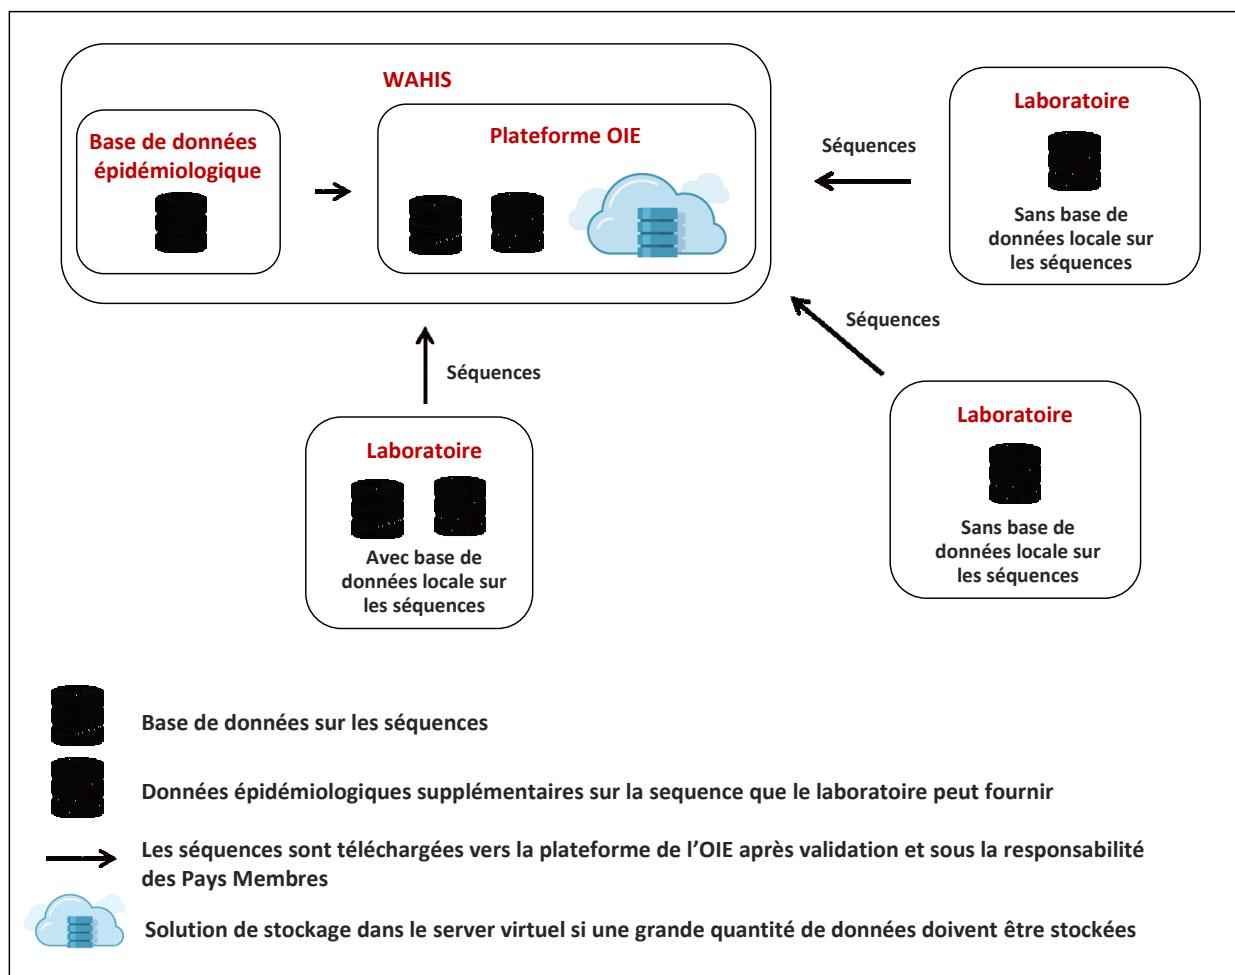 WAHIS
Base de données
épidémiologique
Plateforme OIE
Séquences
Laboratoire
Sans base de
données locale sur
les séquences
Séquences
Laboratoire
Sans base de
données locale sur
les séquences
Séquences
Laboratoire
Avec base de
données locale sur
les séquences
Base de données sur les séquences
Données épidémiologiques supplémentaires sur la sequence que le laboratoire peut fournir
Les séquences sont téléchargées vers la plateforme de l’OIE après validation et sous la responsabilité
des Pays Membres
Solution de stockage dans le server virtuel si une grande quantité de données doivent être stockées